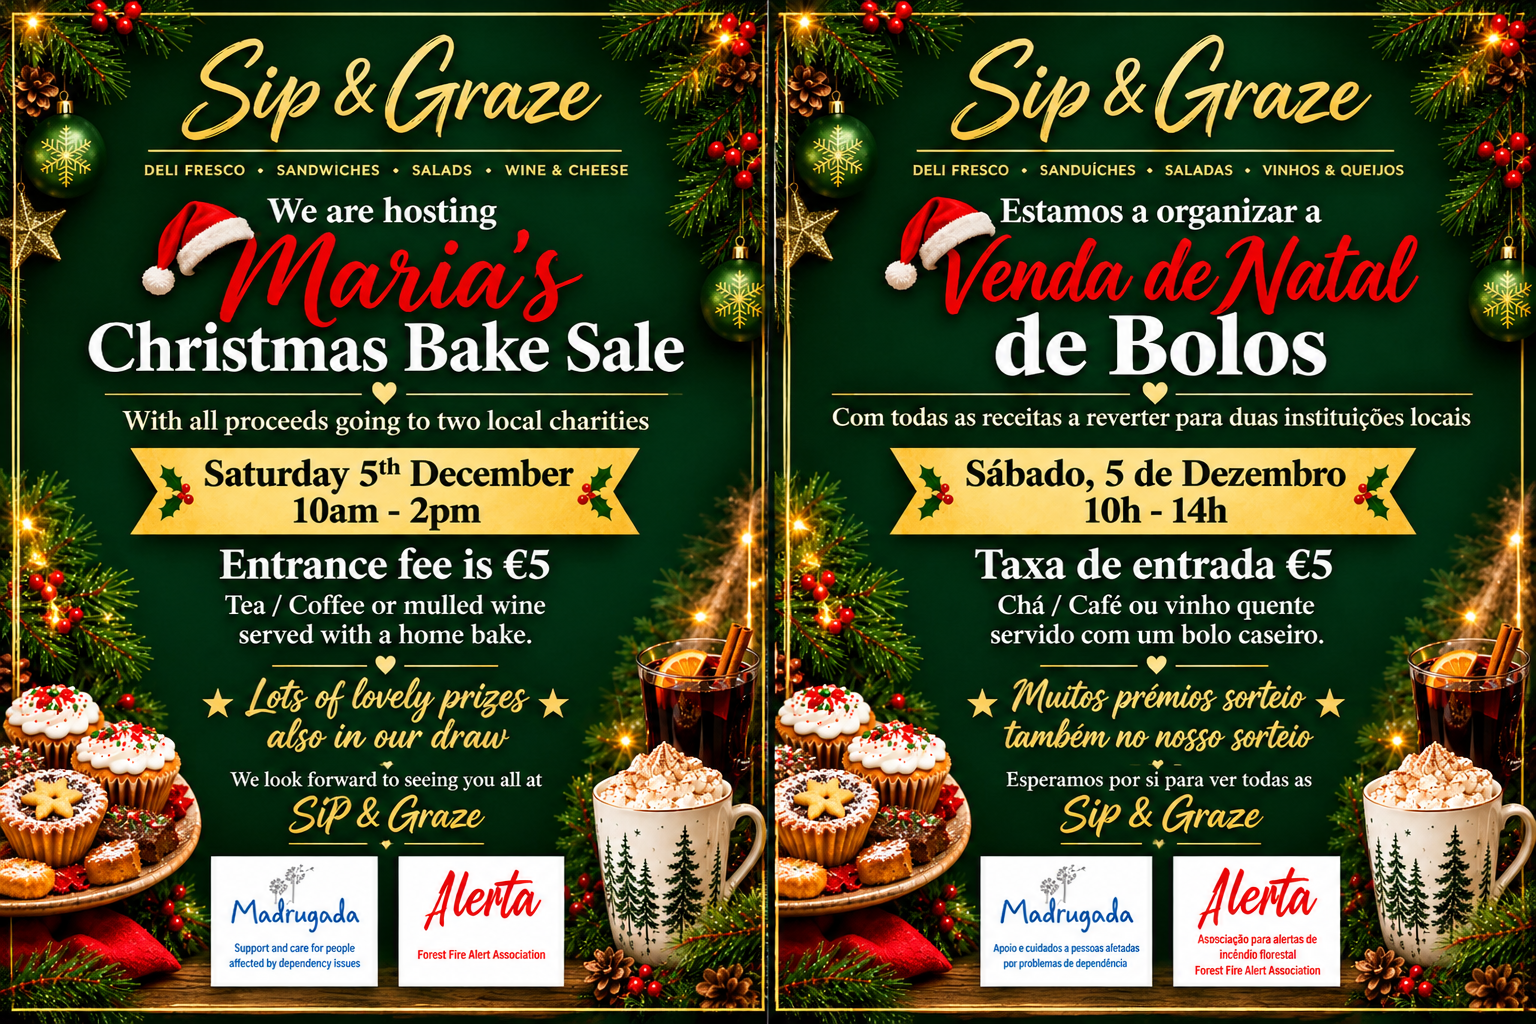 Sip & Graze
DELI FRESCO • SANDWICHES • SALADS • WINE & CHEESE
We are hosting
Maria's
Christmas Bake Sale
With all proceeds going to two local charities
Saturday 5th December
10am - 2pm
Entrance fee is €5
Tea / Coffee or mulled wine
served with a home bake.
Lots of lovely prizes
also in our draw
We look forward to seeing you all at
SiP & Graze
Madrugada
Support and care for people
affected by dependency issues
Alerta
Forest Fire Alert Association
Sip & Graze
DELI FRESCO • SANDUÍCHES • SALADAS • VINHOS & QUEIJOS
Estamos a organizar a
Venda de Natal
de Bolos
Com todas as receitas a reverter para duas instituições locais
Sábado, 5 de Dezembro
10h - 14h
Taxa de entrada €5
Chá / Café ou vinho quente
servido com um bolo caseiro.
Muitos prémios sorteio
também no nosso sorteio
Esperamos por si para ver todas as
Sip & Graze
Madrugada
Apoio e cuidados a pessoas afetadas
por problemas de dependência
Alerta
Associação para alertas de
incêndio florestal
Forest Fire Alert Association